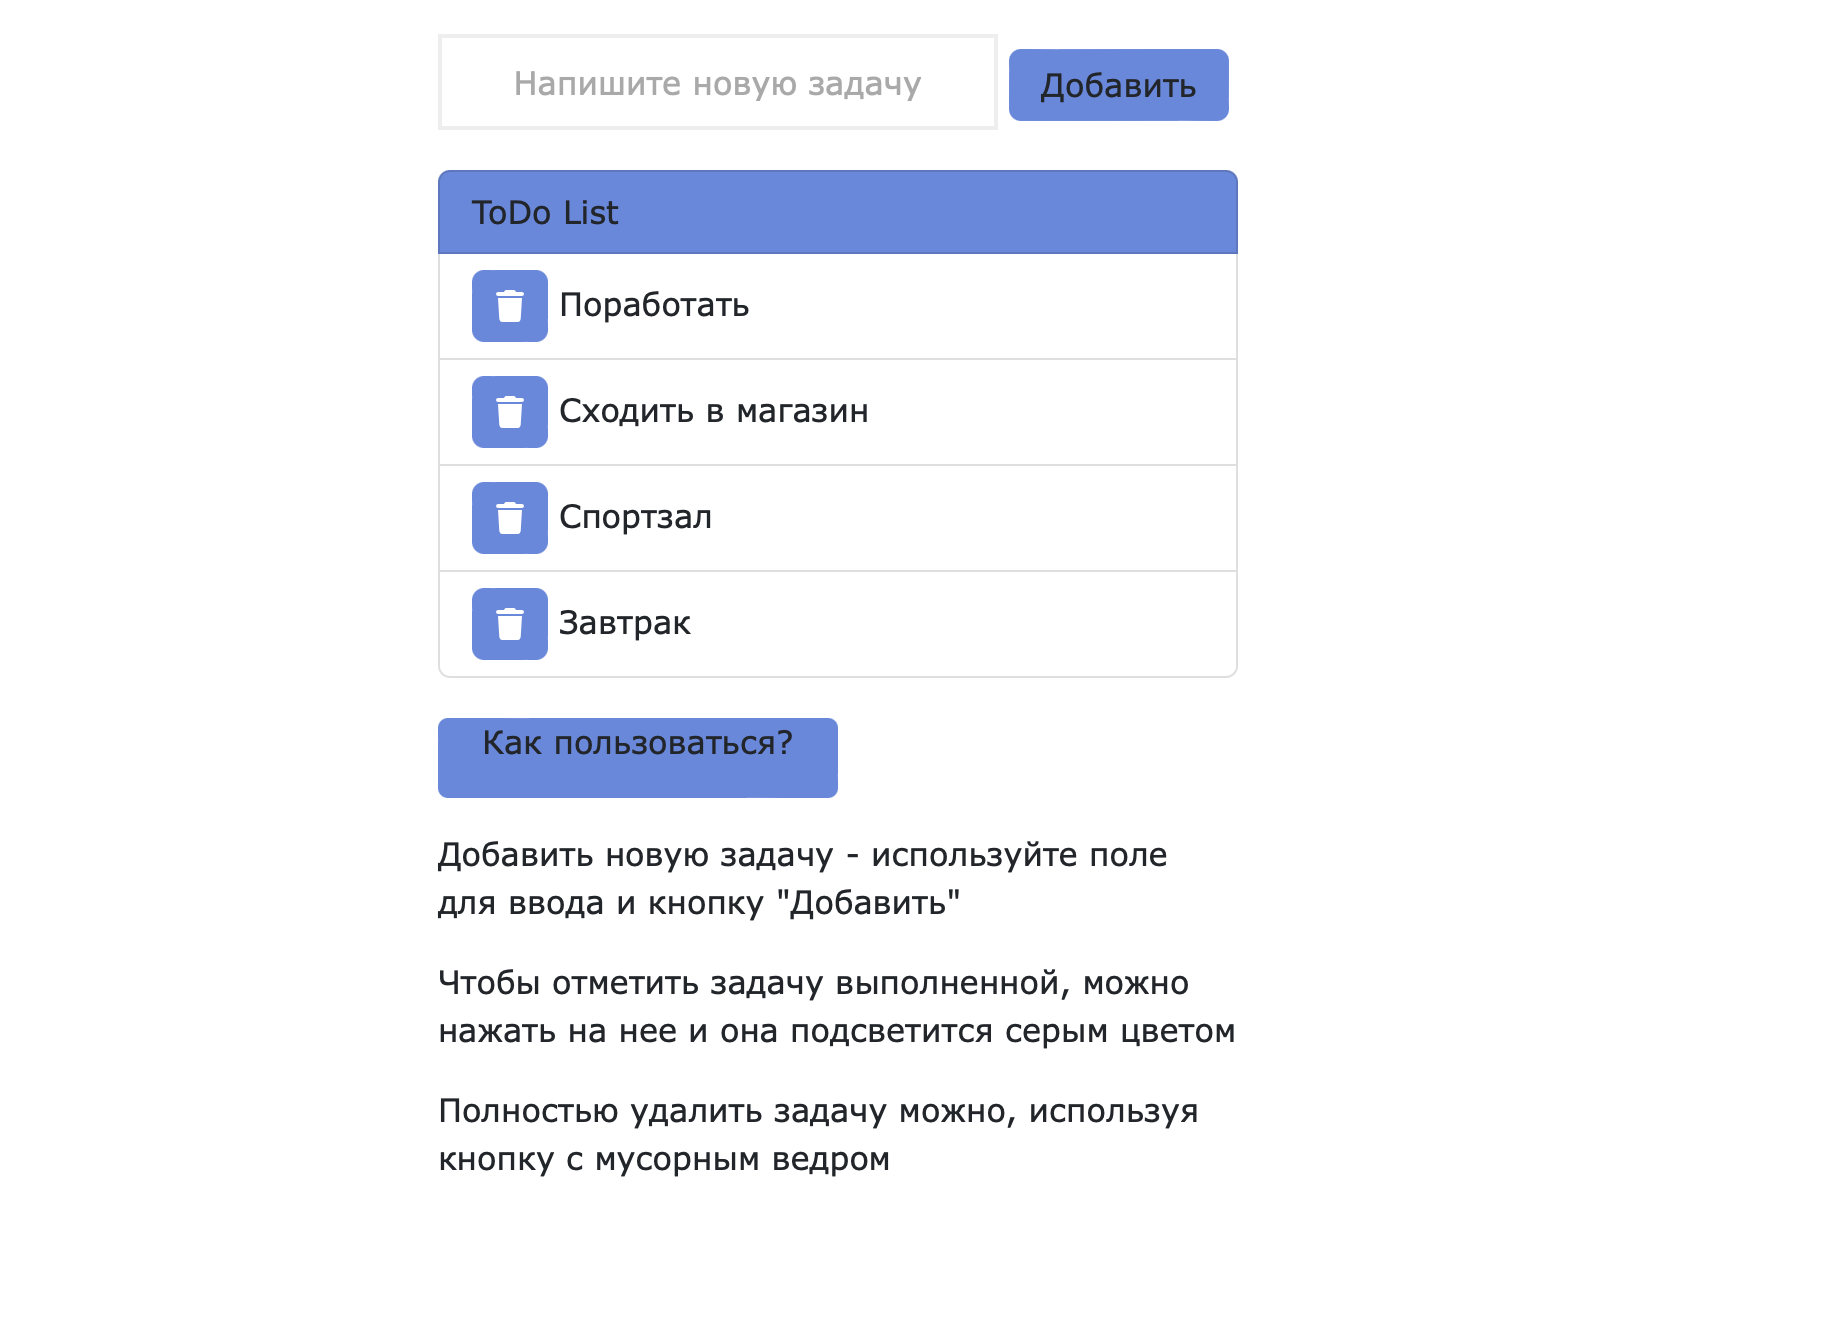 Напишите новую задачу
Добавить
ToDo List
Поработать
Сходить в магазин
Спортзал
Завтрак
Как пользоваться?
Добавить новую задачу - используйте поле
для ввода и кнопку "Добавить"
Чтобы отметить задачу выполненной, можно
нажать на нее и она подсветится серым цветом
Полностью удалить задачу можно, используя
кнопку с мусорным ведром